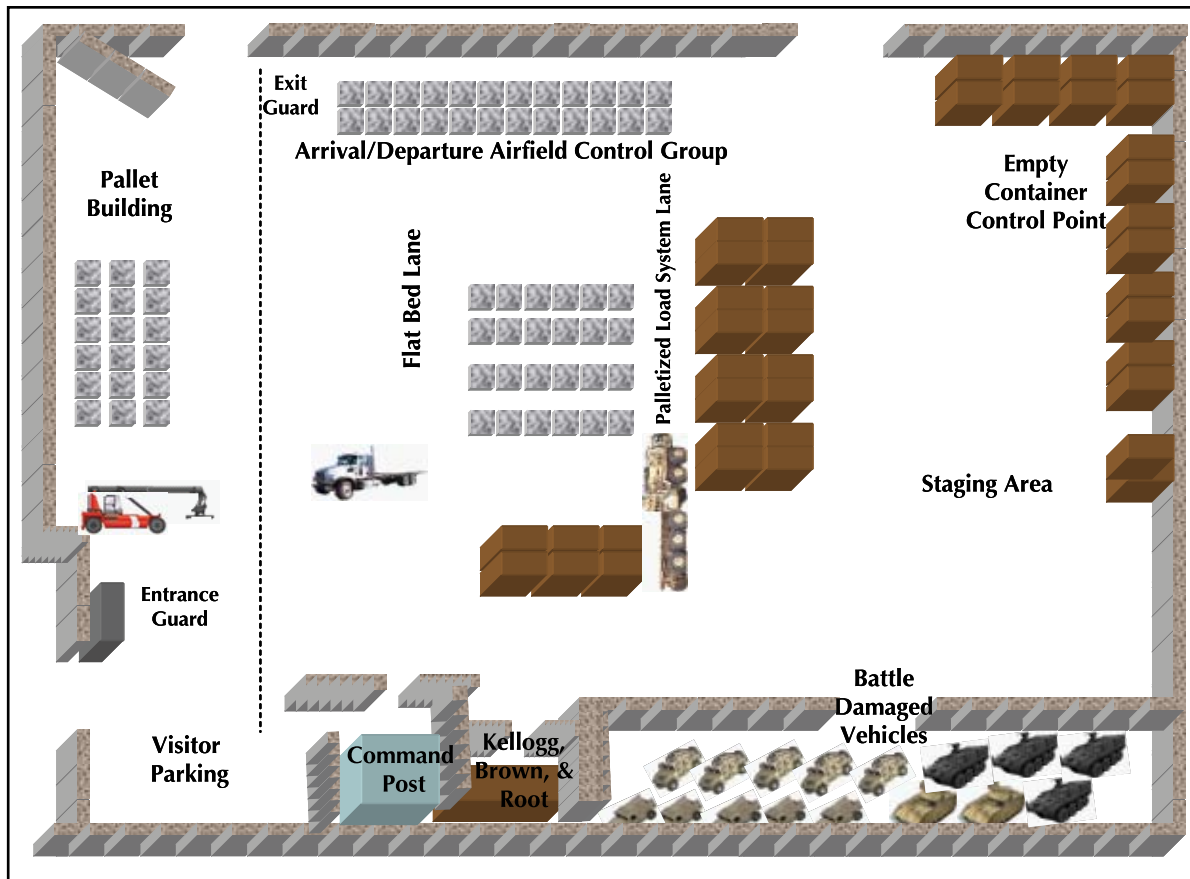 Exit
Guard
Arrival/Departure Airfield Control Group
Pallet
Building
Empty
Container
Control Point
Flat Bed Lane
Palletized Load System Lane
Staging Area
Entrance
Guard
Visitor
Parking
Command
Post
Kellogg,
Brown, &
Root
Battle
Damaged
Vehicles